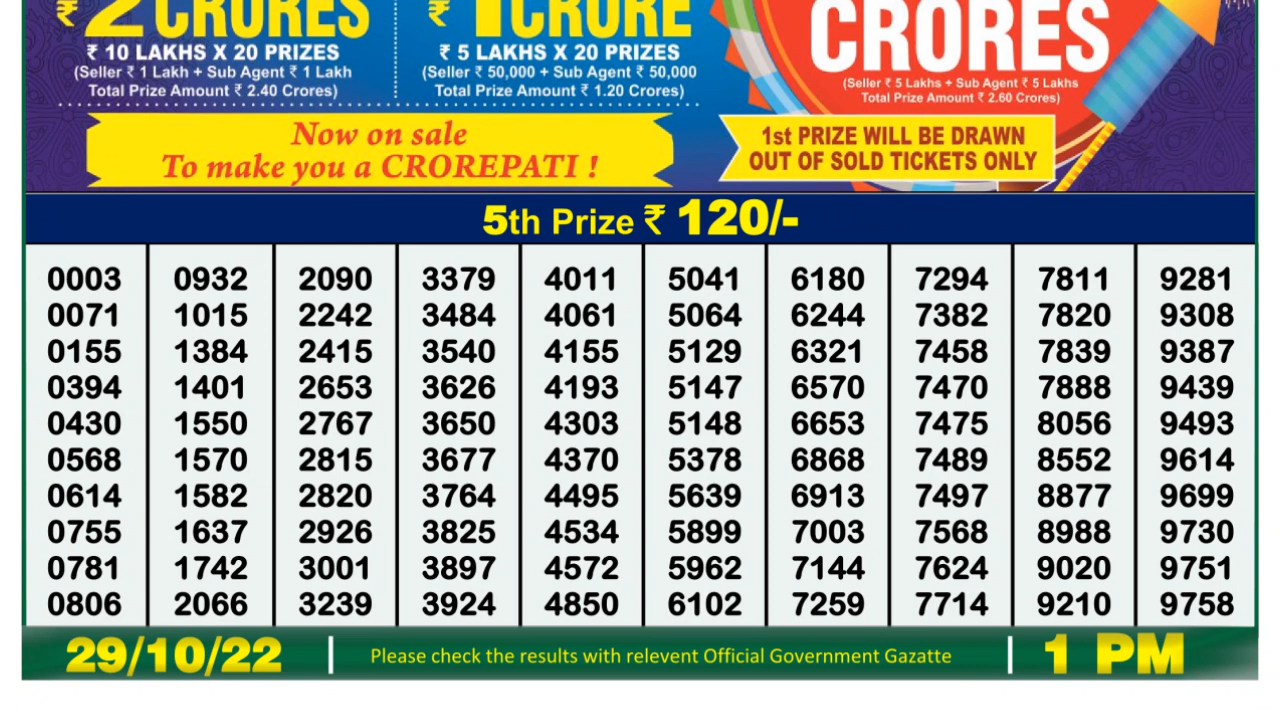 ₹2 CRORES
₹ 10 LAKHS X 20 PRIZES
(Seller ₹ 1 Lakh + Sub Agent ₹ 1 Lakh
Total Prize Amount ₹ 2.40 Crores)
₹1 CRORE
₹ 5 LAKHS X 20 PRIZES
(Seller ₹ 50,000 + Sub Agent ₹ 50,000
Total Prize Amount ₹ 1.20 Crores)
CRORES
(Seller ₹ 5 Lakhs + Sub Agent ₹ 5 Lakhs
Total Prize Amount ₹ 2.60 Crores)
Now on sale
To make you a CROREPATI !
1st PRIZE WILL BE DRAWN
OUT OF SOLD TICKETS ONLY
5th Prize ₹ 120/-
0003 0932 2090 3379 4011 5041 6180 7294 7811 9281
0071 1015 2242 3484 4061 5064 6244 7382 7820 9308
0155 1384 2415 3540 4155 5129 6321 7458 7839 9387
0394 1401 2653 3626 4193 5147 6570 7470 7888 9439
0430 1550 2767 3650 4303 5148 6653 7475 8056 9493
0568 1570 2815 3677 4370 5378 6868 7489 8552 9614
0614 1582 2820 3764 4495 5639 6913 7497 8877 9699
0755 1637 2926 3825 4534 5899 7003 7568 8988 9730
0781 1742 3001 3897 4572 5962 7144 7624 9020 9751
0806 2066 3239 3924 4850 6102 7259 7714 9210 9758
29/10/22 | Please check the results with relevent Official Government Gazatte | 1 PM